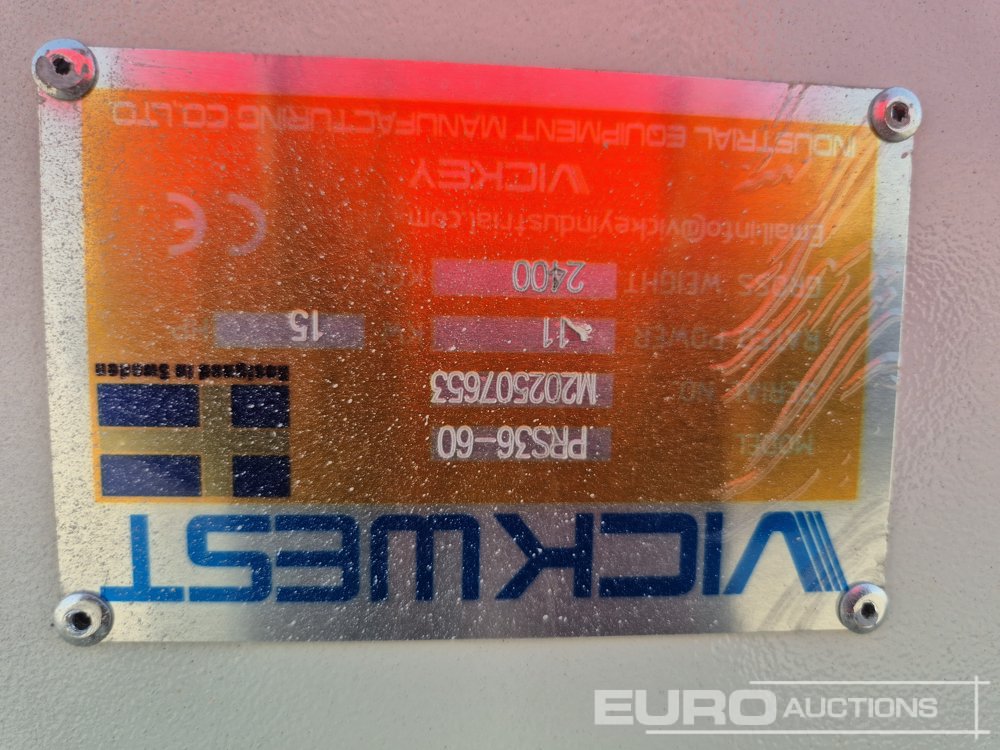 VICKWEST
MODEL PRS36-60
SERIAL NO. M202507653
Designed in Sweden
RATED POWER 11 KW 15 HP
GROSS WEIGHT 2400 KGS
Email:info@vickeyindustrial.com CE
VICKEY
INDUSTRIAL EQUIPMENT MANUFACTURING CO.,LTD
EURO AUCTIONS